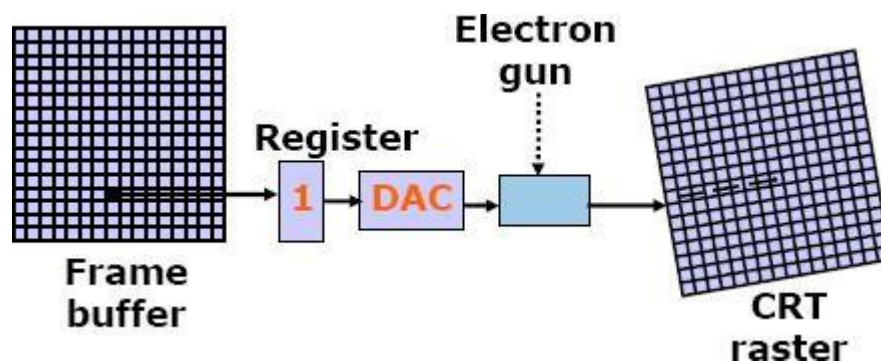 Electron
gun
Register
1
DAC
Frame
buffer
CRT
raster